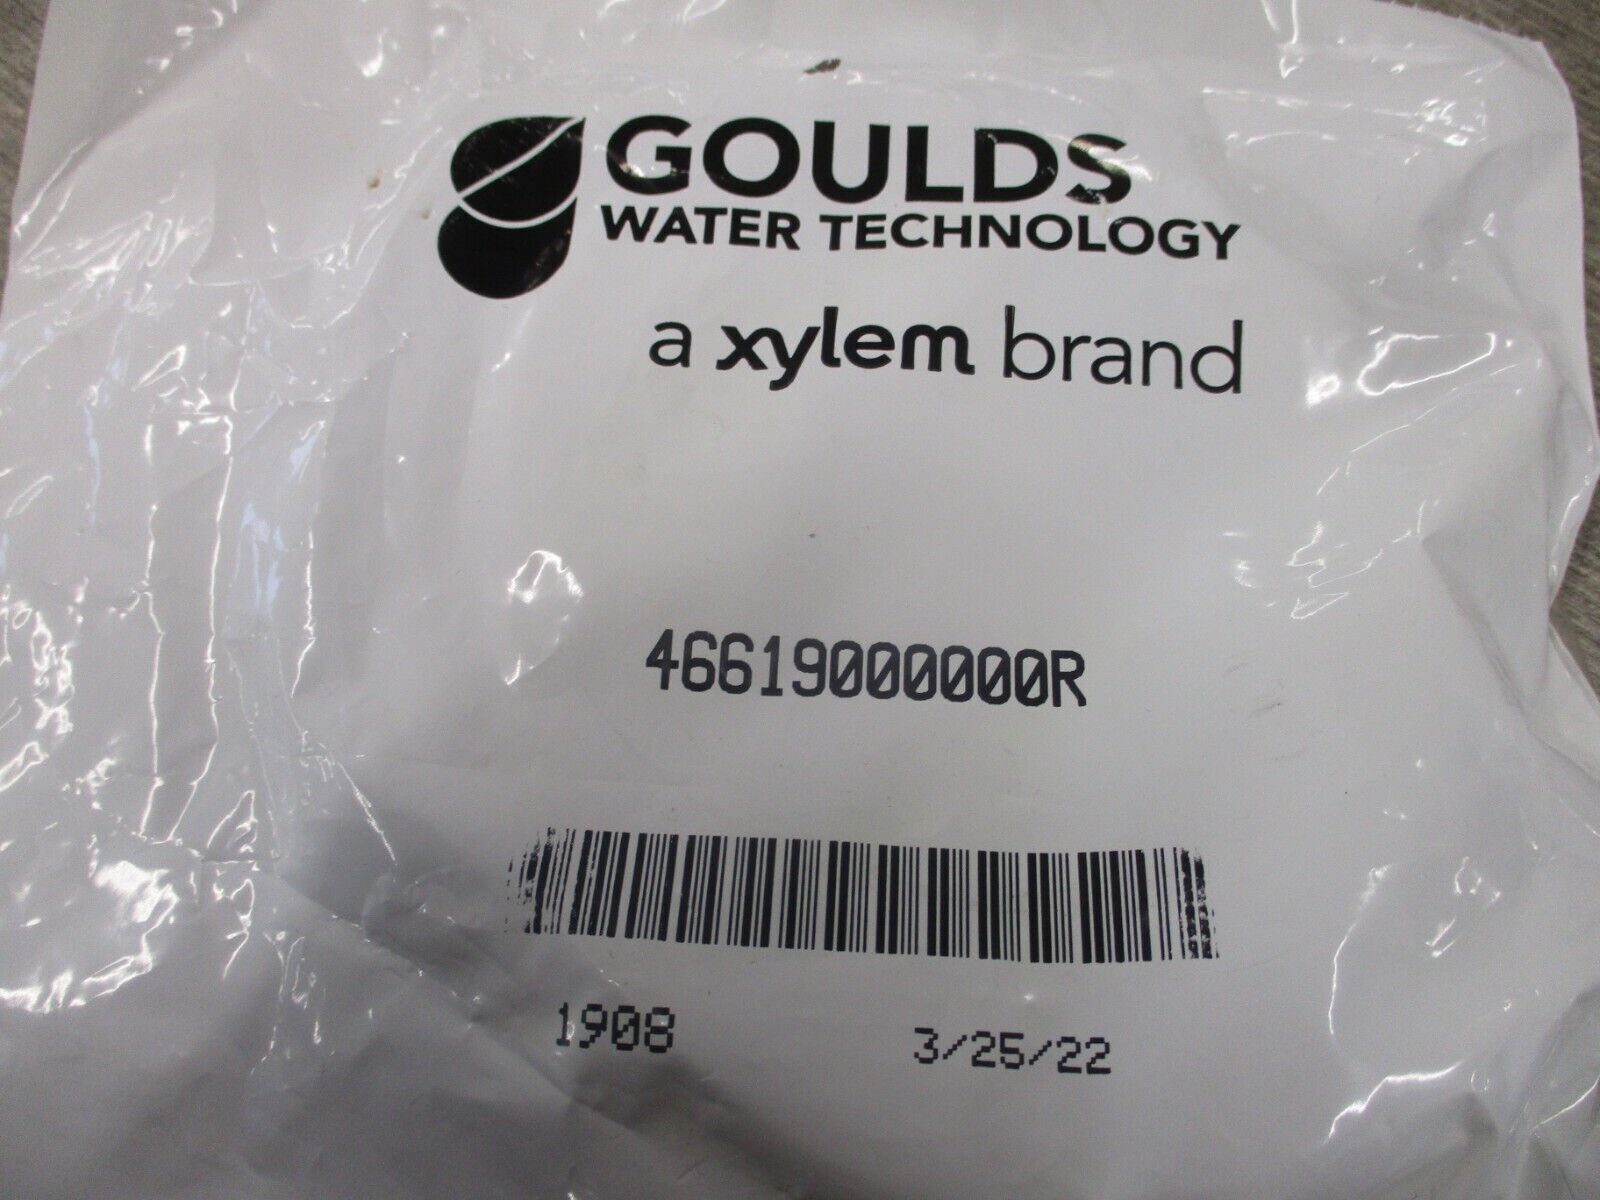 GOULDS
WATER TECHNOLOGY
a xylem brand
46619000000R
1908 3/25/22